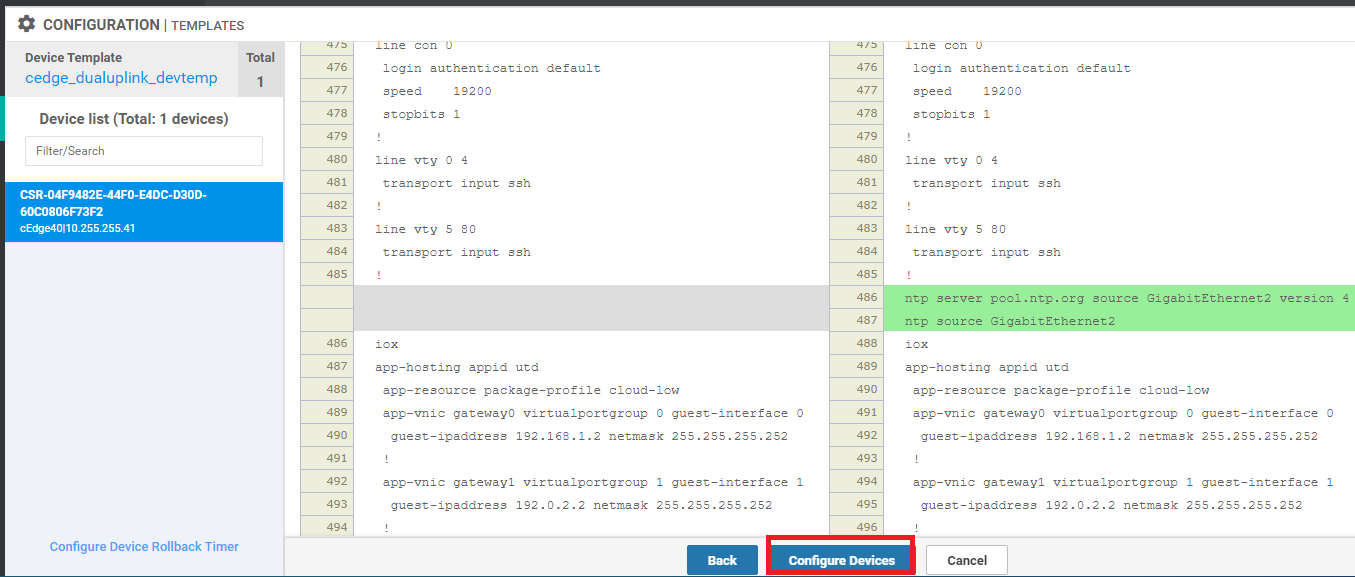 CONFIGURATION | TEMPLATES
Device Template
cedge_dualuplink_devtemp
Total
1
Device list (Total: 1 devices)
Filter/Search
CSR-04F9482E-44F0-E4DC-D30D-
60C0806F73F2
cEdge40|10.255.255.41
Configure Device Rollback Timer
475 line con 0
476 login authentication default
477 speed    19200
478 stopbits 1
479 !
480 line vty 0 4
481 transport input ssh
482 !
483 line vty 5 80
484 transport input ssh
485 !
486 iox
487 app-hosting appid utd
488 app-resource package-profile cloud-low
489 app-vnic gateway0 virtualportgroup 0 guest-interface 0
490 guest-ipaddress 192.168.1.2 netmask 255.255.255.252
491 !
492 app-vnic gateway1 virtualportgroup 1 guest-interface 1
493 guest-ipaddress 192.0.2.2 netmask 255.255.255.252
494 !
475 line con 0
476 login authentication default
477 speed    19200
478 stopbits 1
479 !
480 line vty 0 4
481 transport input ssh
482 !
483 line vty 5 80
484 transport input ssh
485 !
486 ntp server pool.ntp.org source GigabitEthernet2 version 4
487 ntp source GigabitEthernet2
488 iox
489 app-hosting appid utd
490 app-resource package-profile cloud-low
491 app-vnic gateway0 virtualportgroup 0 guest-interface 0
492 guest-ipaddress 192.168.1.2 netmask 255.255.255.252
493 !
494 app-vnic gateway1 virtualportgroup 1 guest-interface 1
495 guest-ipaddress 192.0.2.2 netmask 255.255.255.252
496 !
Back
Configure Devices
Cancel